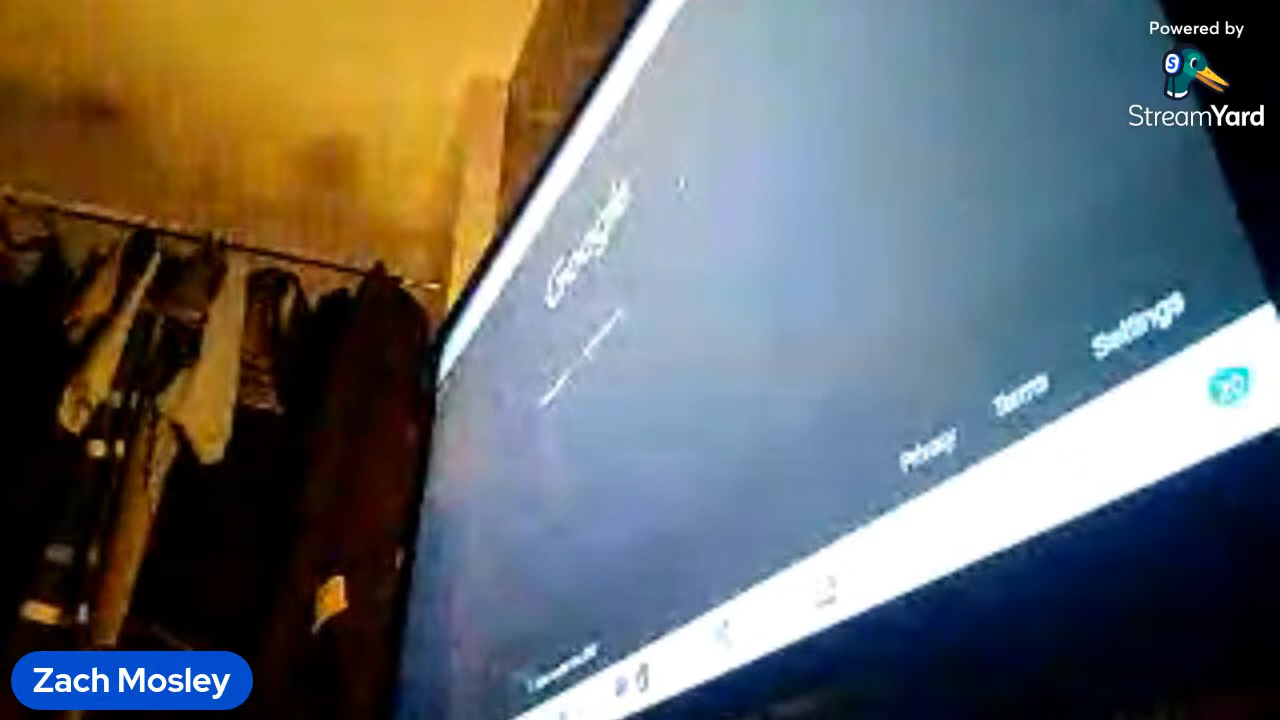 Powered by
StreamYard
Google
Settings
Terms
Privacy
Zach Mosley